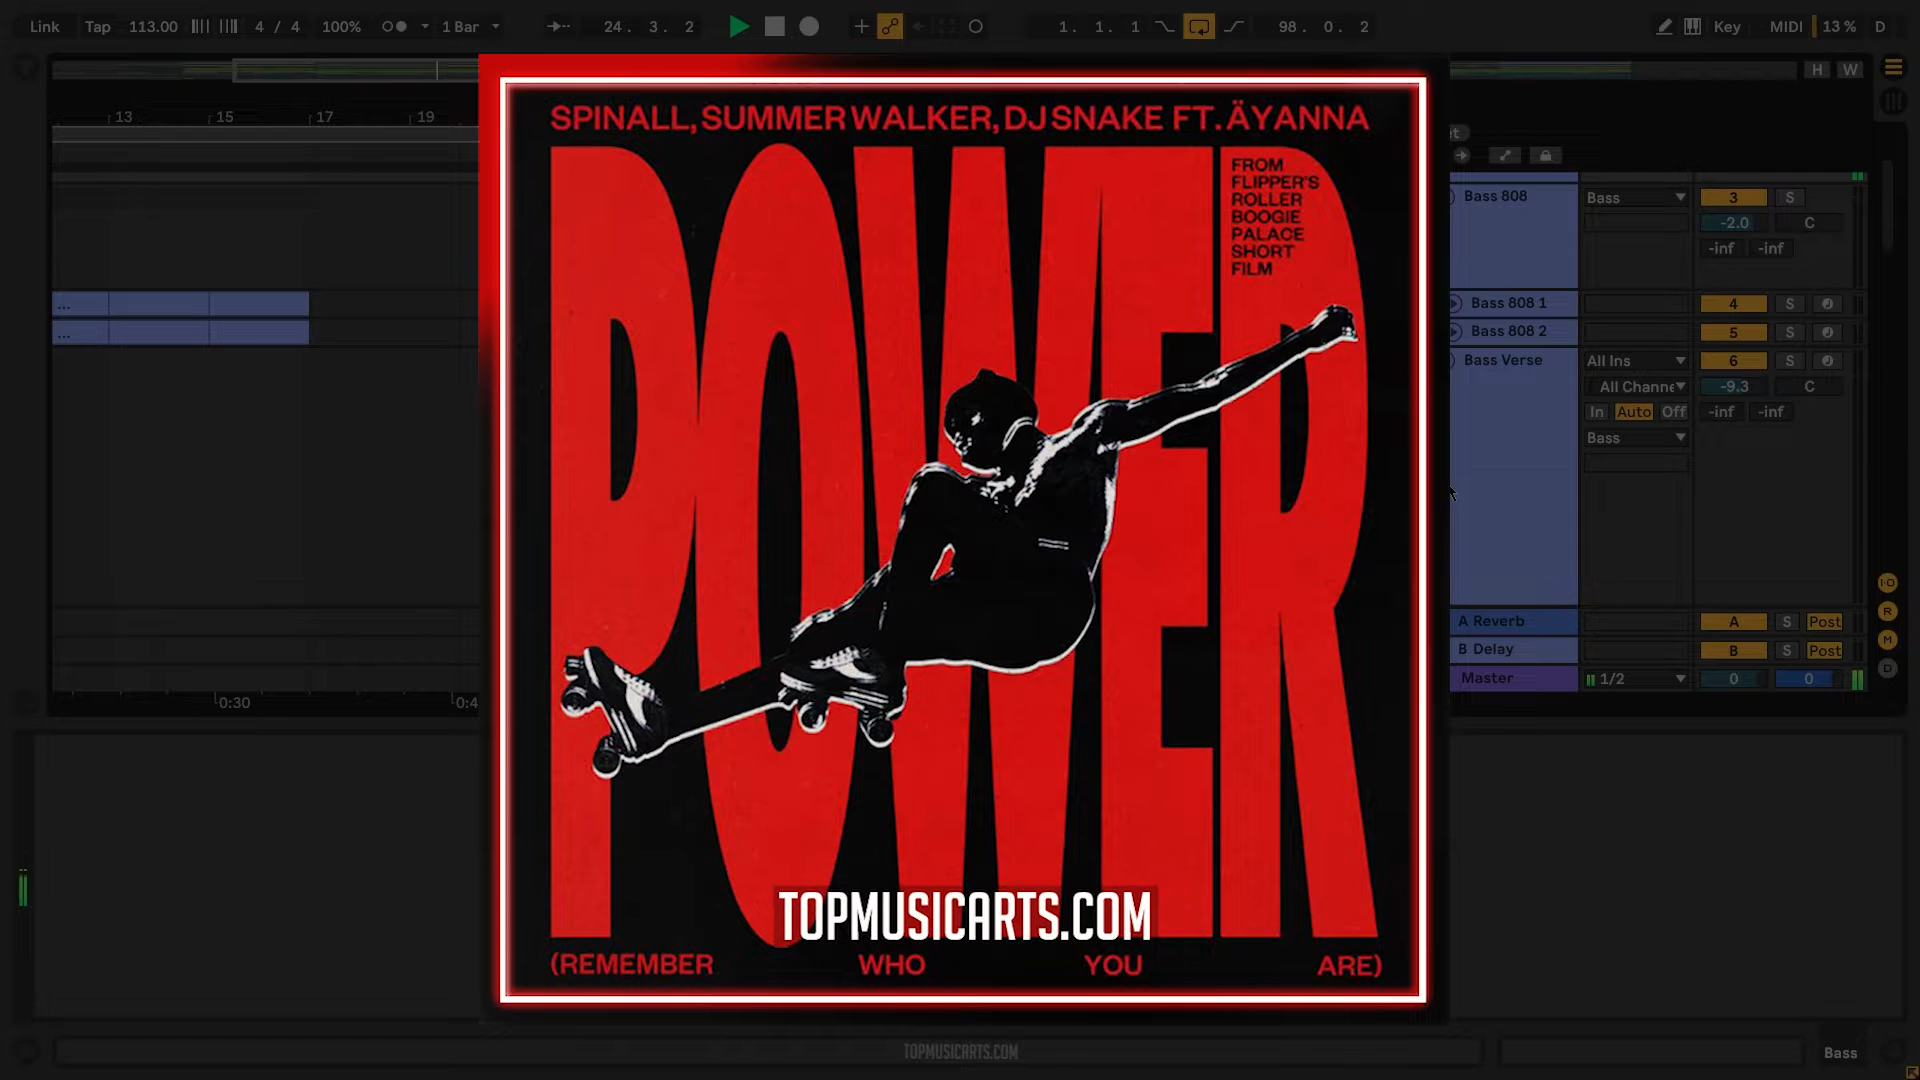 Link Tap 113.00 4 / 4 100% 1 Bar 24. 3. 2 1. 1. 1 98. 0. 2 Key MIDI 13 % D
H W
13 15 17 19
SPINALL, SUMMER WALKER, DJ SNAKE FT. ÄYANNA
POWER
FROM
FLIPPER'S
ROLLER
BOOGIE
PALACE
SHORT
FILM
Bass 808 Bass 3 S
-2.0 C
-inf -inf
... Bass 808 1 4 S
... Bass 808 2 5 S
Bass Verse All Ins 6 S
All Channe -9.3 C
In Auto Off -inf -inf
Bass
A Reverb A S Post
B Delay B S Post
Master 1/2 0 0
I·O
R
M
D
0:30 0:4
TOPMUSICARTS.COM
(REMEMBER WHO YOU ARE)
TOPMUSICARTS.COM
Bass